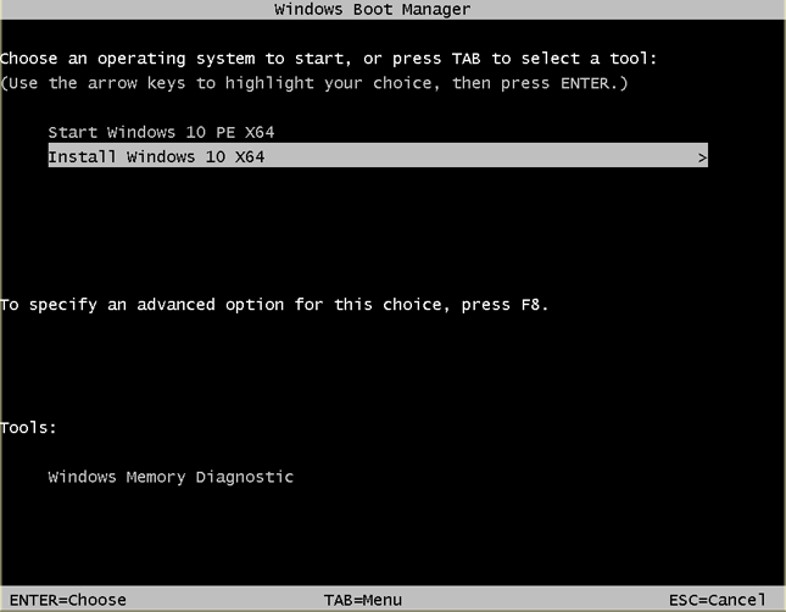 Windows Boot Manager
Choose an operating system to start, or press TAB to select a tool:
(Use the arrow keys to highlight your choice, then press ENTER.)
Start Windows 10 PE X64
Install Windows 10 X64 >
To specify an advanced option for this choice, press F8.
Tools:
Windows Memory Diagnostic
ENTER=Choose TAB=Menu ESC=Cancel